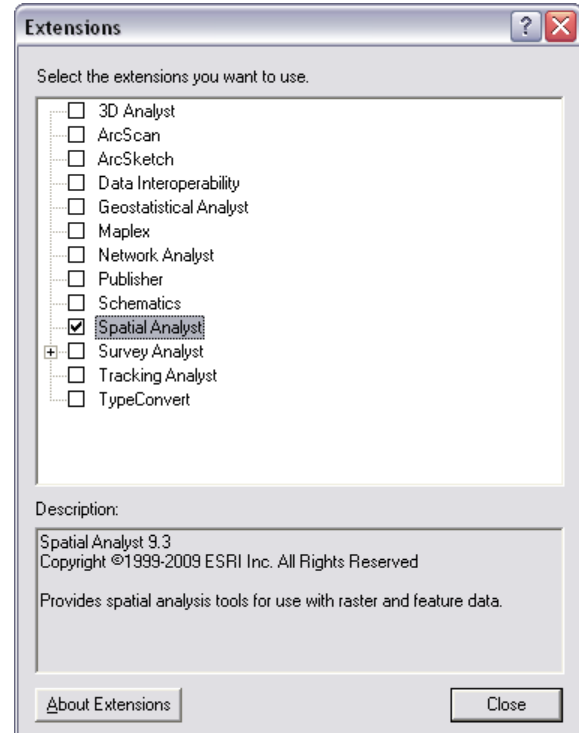 Extensions
Select the extensions you want to use.
3D Analyst
ArcScan
ArcSketch
Data Interoperability
Geostatistical Analyst
Maplex
Network Analyst
Publisher
Schematics
Spatial Analyst
Survey Analyst
Tracking Analyst
TypeConvert
Description:
Spatial Analyst 9.3
Copyright ©1999-2009 ESRI Inc. All Rights Reserved
Provides spatial analysis tools for use with raster and feature data.
About Extensions
Close